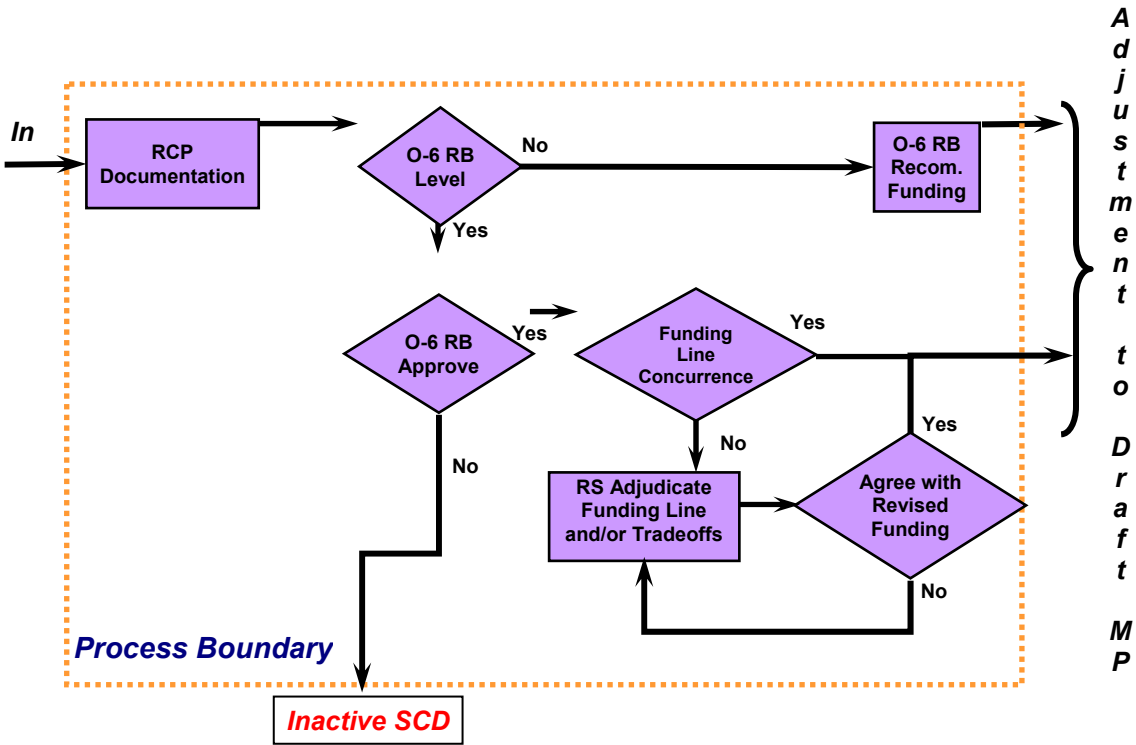 In
RCP
Documentation
O-6 RB
Level
No
O-6 RB
Recom.
Funding
Yes
O-6 RB
Approve
Yes
Funding
Line
Concurrence
Yes
No
No
RS Adjudicate
Funding Line
and/or Tradeoffs
Yes
Agree with
Revised
Funding
No
Process Boundary
Inactive SCD
Adjustment to Draft MP